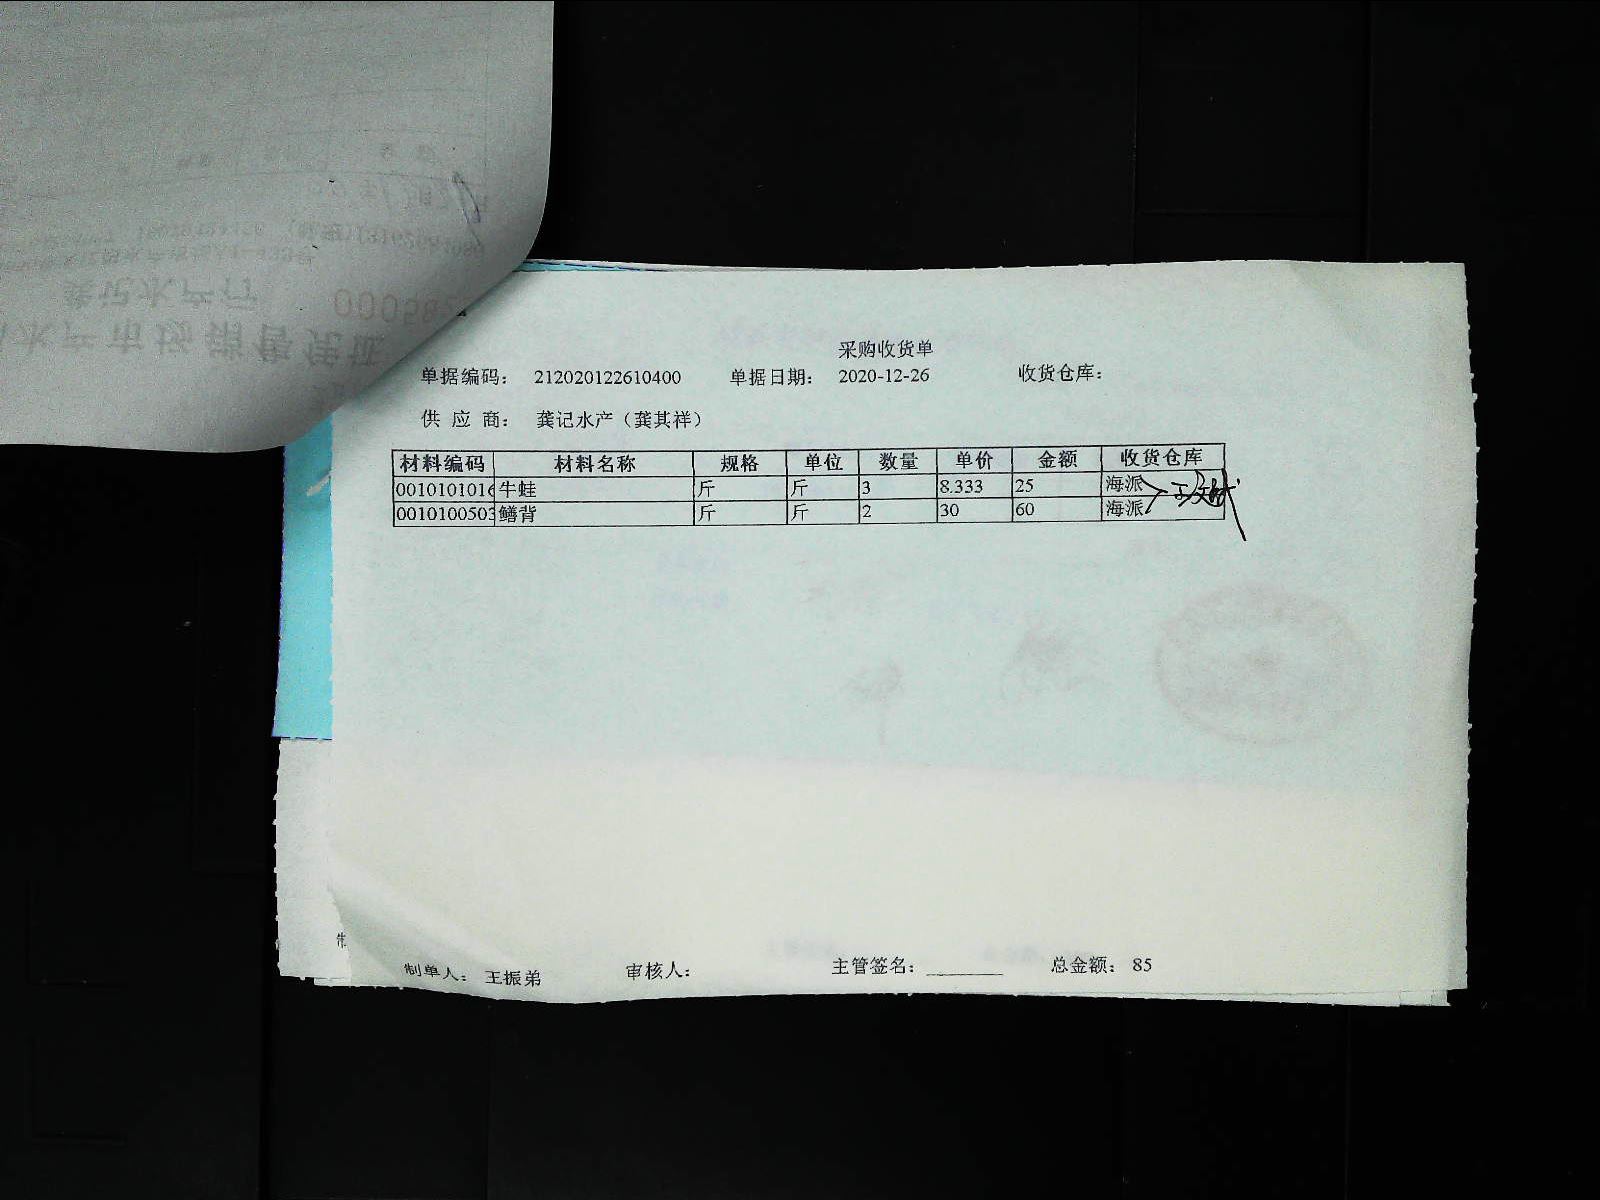 采购收货单
单据编码: 212020122610400 单据日期: 2020-12-26 收货仓库:
供 应 商: 龚记水产(龚其祥)
材料编码 材料名称 规格 单位 数量 单价 金额 收货仓库
0010101016 牛蛙 斤 斤 3 8.333 25 海派
0010100503 鳝背 斤 斤 2 30 60 海派
制单人: 王振弟 审核人: 主管签名: ________ 总金额: 85